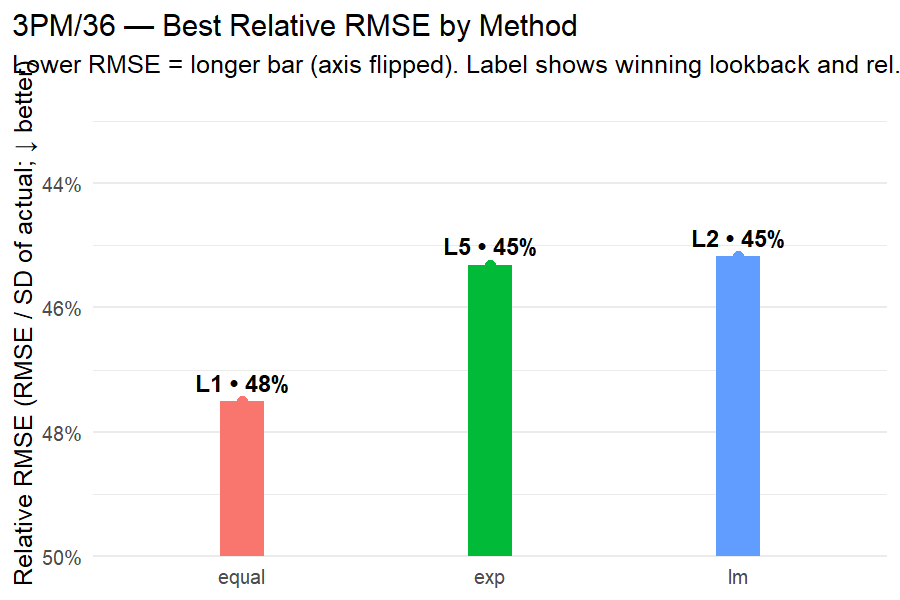 3PM/36 — Best Relative RMSE by Method
Lower RMSE = longer bar (axis flipped). Label shows winning lookback and rel.
Relative RMSE (RMSE / SD of actual; ↓ better)
44%
46%
48%
50%
L1 • 48%
L5 • 45%
L2 • 45%
equal
exp
lm